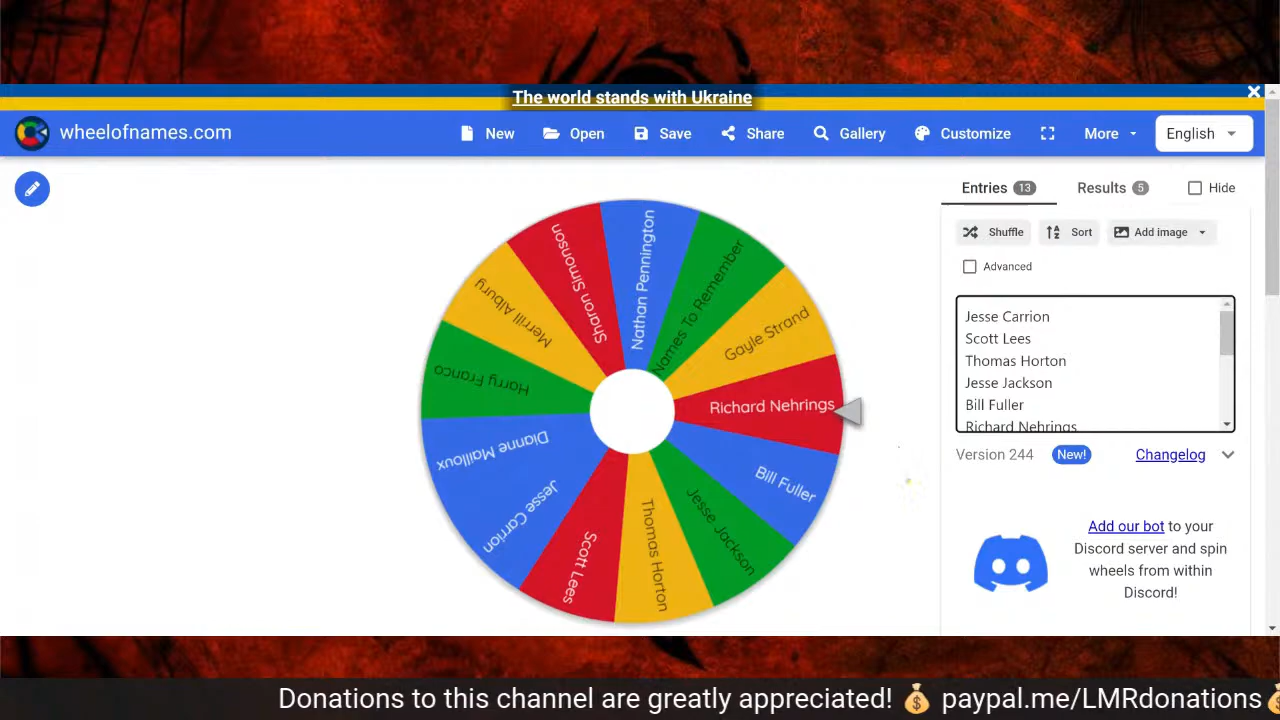 The world stands with Ukraine
wheelofnames.com
New
Open
Save
Share
Gallery
Customize
More
English
Entries 13
Results 5
Hide
Shuffle
Sort
Add image
Advanced
Jesse Carrion
Scott Lees
Thomas Horton
Jesse Jackson
Bill Fuller
Richard Nehrings
Version 244
New!
Changelog
Add our bot to your
Discord server and spin
wheels from within
Discord!
Nathan Pennington
Names To Remember
Gayle Strand
Richard Nehrings
Bill Fuller
Jesse Jackson
Thomas Horton
Scott Lees
Jesse Carrion
Dianne Mailloux
Harry Franco
Merrill Albury
Sharon Simonson
Donations to this channel are greatly appreciated! 💰 paypal.me/LMRdonations 💰